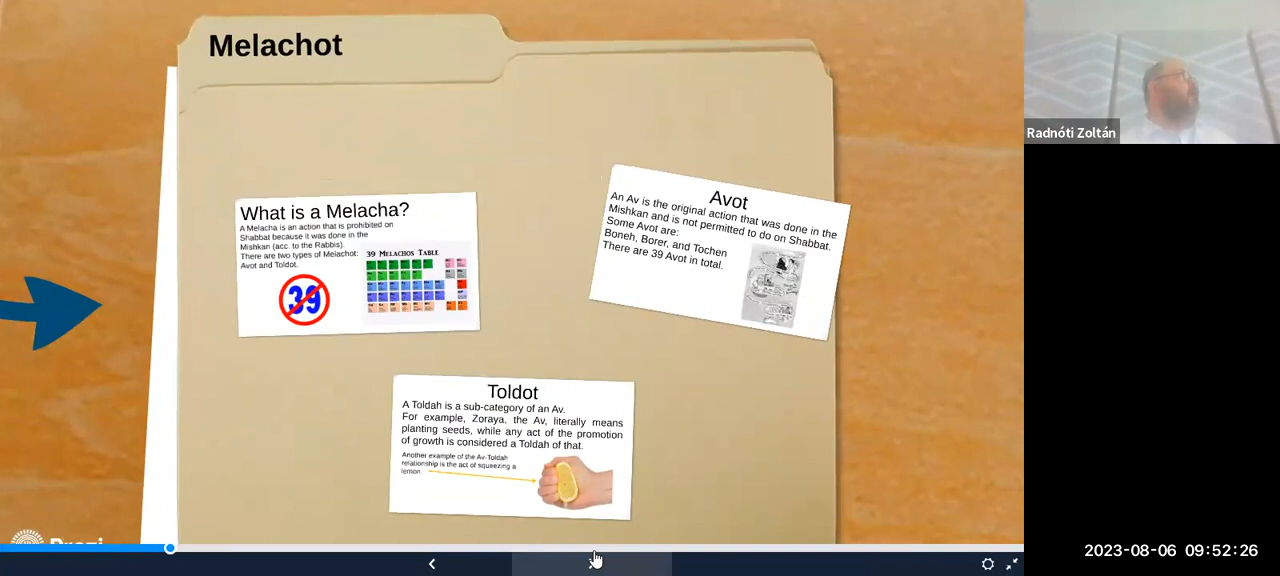 Melachot
What is a Melacha?
A Melacha is an action that is prohibited on
Shabbat because it was done in the
Mishkan (acc. to the Rabbis).
There are two types of Melachot:
Avot and Toldot.
39
39 Melachos Table
Avot
An Av is the original action that was done in the
Mishkan and is not permitted to do on Shabbat.
Some Avot are:
Boneh, Borer, and Tochen
There are 39 Avot in total.
Toldot
A Toldah is a sub-category of an Av.
For example, Zoraya, the Av, literally means
planting seeds, while any act of the promotion
of growth is considered a Toldah of that.
Another example of the Av-Toldah
relationship is the act of squeezing a
lemon
Prezi
Radnóti Zoltán
2023-08-06 09:52:26